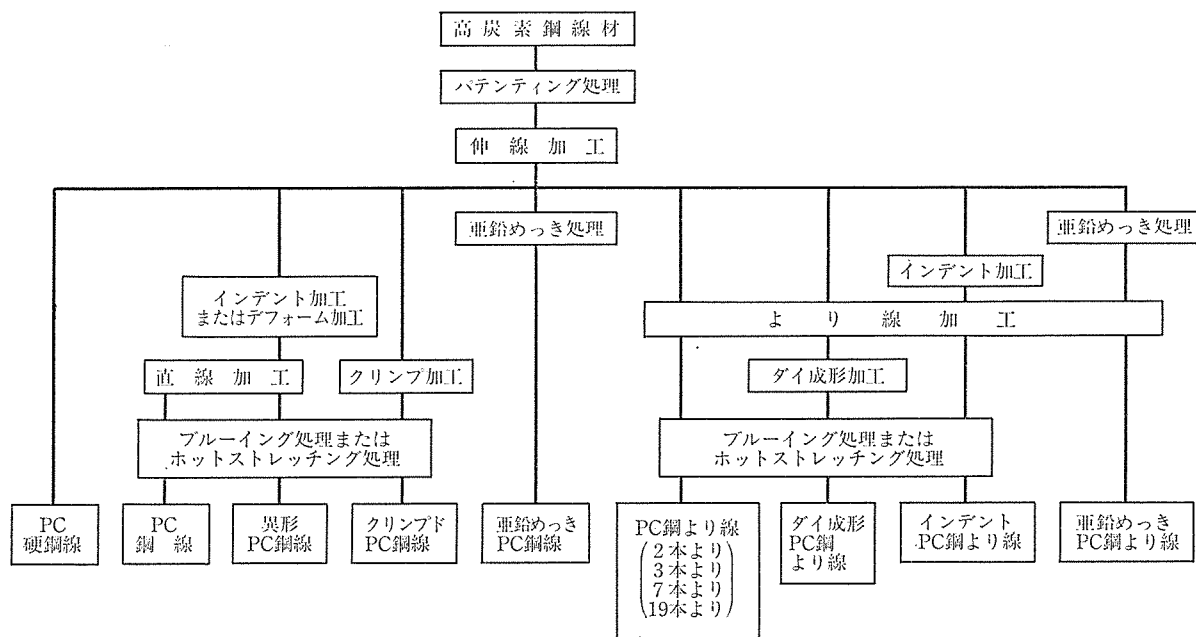 高炭素鋼線材
パテンティング処理
伸線加工
亜鉛めっき処理
亜鉛めっき処理
インデント加工
インデント加工
またはデフォーム加工
より線加工
直線加工
クリンプ加工
ダイ成形加工
ブルーイング処理または
ホットストレッチング処理
ブルーイング処理または
ホットストレッチング処理
PC
硬鋼線
PC
鋼線
異形
PC鋼線
クリンプド
PC鋼線
亜鉛めっき
PC鋼線
PC鋼より線
(2本より
3本より
7本より
19本より)
ダイ成形
PC鋼
より線
インデント
PC鋼より線
亜鉛めっき
PC鋼より線